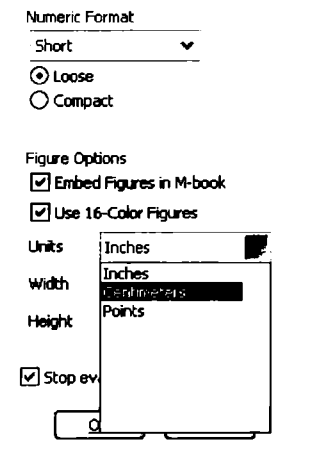 Numeric Format
Short
Loose
Compact
Figure Options
Embed Figures in M-book
Use 16-Color Figures
Units
Inches
Inches
Width
Centimeters
Points
Height
Stop ev
O